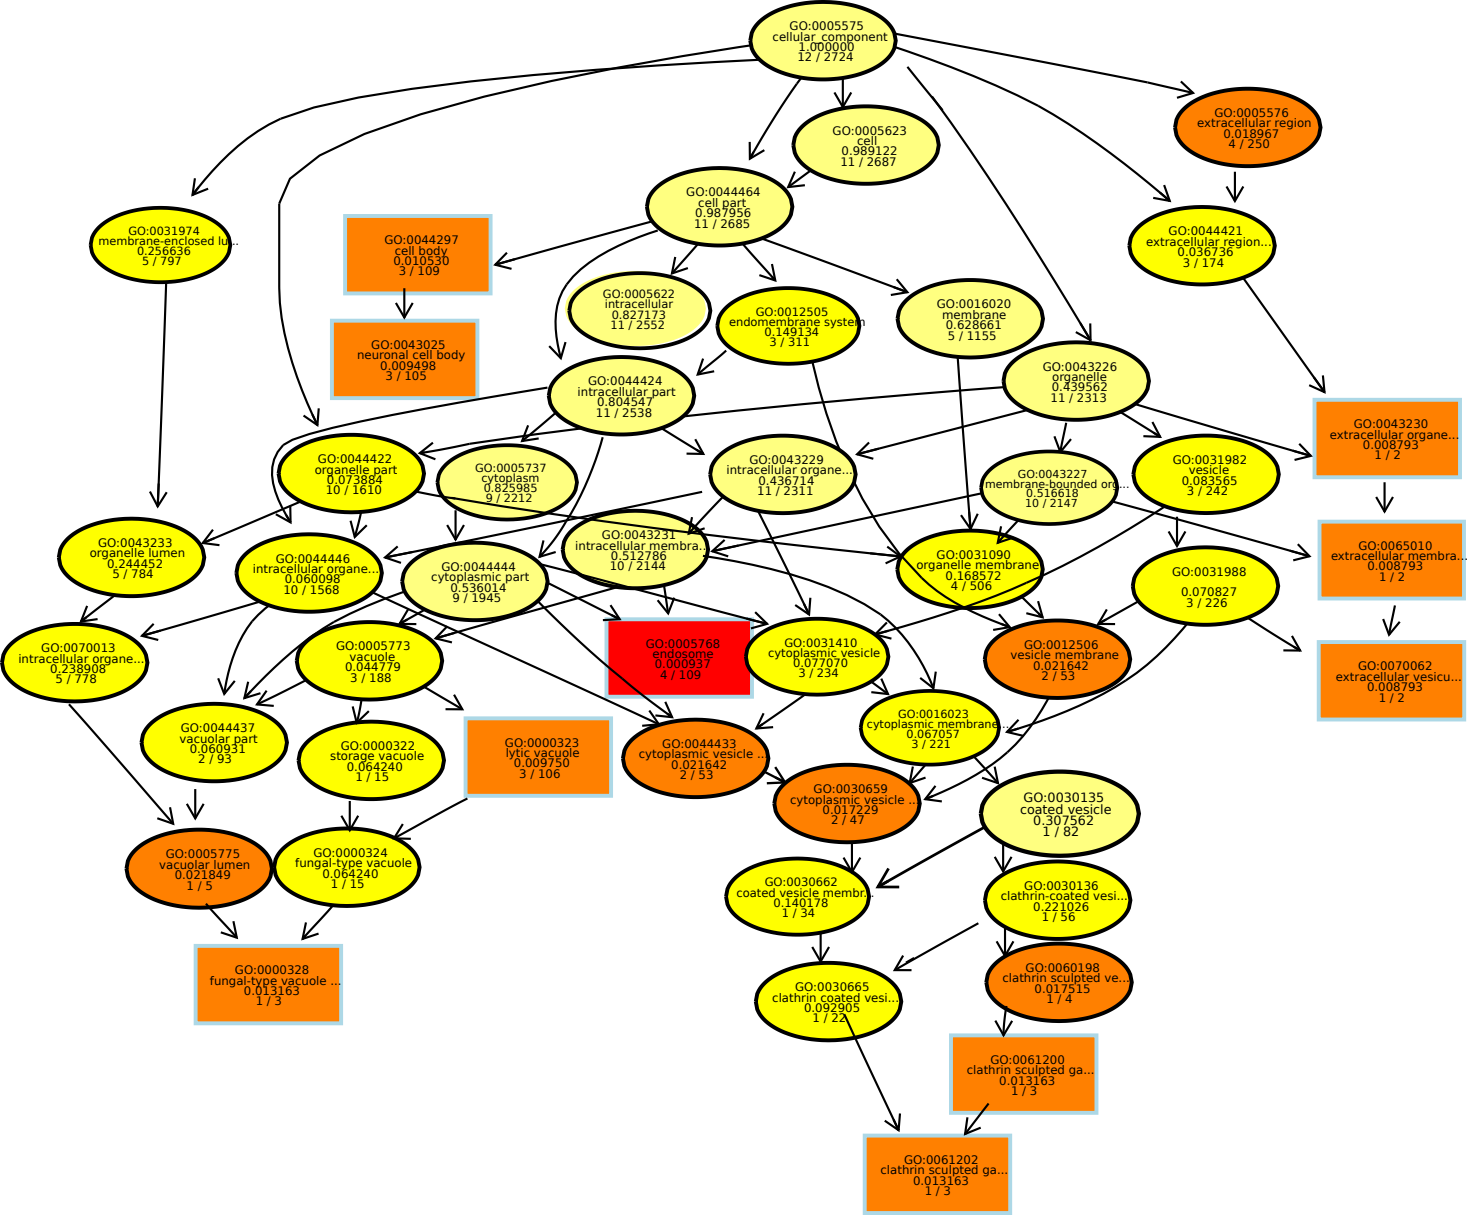 GO:0005575
cellular_component
1.000000
12 / 2724
GO:0005576
extracellular region
0.018967
4 / 250
GO:0005623
cell
0.989122
11 / 2687
GO:0044464
cell part
0.987956
11 / 2685
GO:0031974
membrane-enclosed lu...
0.256636
5 / 797
GO:0044297
cell body
0.010530
3 / 109
GO:0044421
extracellular region...
0.036736
3 / 174
GO:0005622
intracellular
0.827173
11 / 2552
GO:0012505
endomembrane system
0.149134
3 / 311
GO:0016020
membrane
0.628661
5 / 1155
GO:0043025
neuronal cell body
0.009498
3 / 105
GO:0044424
intracellular part
0.804547
11 / 2538
GO:0043226
organelle
0.439562
11 / 2313
GO:0043230
extracellular organe...
0.008793
1 / 2
GO:0044422
organelle part
0.073884
10 / 1610
GO:0005737
cytoplasm
0.825985
9 / 2212
GO:0043229
intracellular organe...
0.436714
11 / 2311
GO:0043227
membrane-bounded org...
0.516618
10 / 2147
GO:0031982
vesicle
0.083565
3 / 242
GO:0043233
organelle lumen
0.244452
5 / 784
GO:0044446
intracellular organe...
0.060098
10 / 1568
GO:0044444
cytoplasmic part
0.536014
9 / 1945
GO:0043231
intracellular membra...
0.512786
10 / 2144
GO:0031090
organelle membrane
0.168572
4 / 506
GO:0031988
0.070827
3 / 226
GO:0065010
extracellular membra...
0.008793
1 / 2
GO:0070013
intracellular organe...
0.238908
5 / 778
GO:0005773
vacuole
0.044779
3 / 188
GO:0005768
endosome
0.000937
4 / 109
GO:0031410
cytoplasmic vesicle
0.077070
3 / 234
GO:0012506
vesicle membrane
0.021642
2 / 53
GO:0070062
extracellular vesicu...
0.008793
1 / 2
GO:0044437
vacuolar part
0.060931
2 / 93
GO:0000322
storage vacuole
0.064240
1 / 15
GO:0000323
lytic vacuole
0.009750
3 / 106
GO:0044433
cytoplasmic vesicle ...
0.021642
2 / 53
GO:0016023
cytoplasmic membrane...
0.067057
3 / 221
GO:0030659
cytoplasmic vesicle ...
0.017229
2 / 47
GO:0030135
coated vesicle
0.307562
1 / 82
GO:0005775
vacuolar lumen
0.021849
1 / 5
GO:0000324
fungal-type vacuole
0.064240
1 / 15
GO:0030662
coated vesicle membr...
0.140178
1 / 34
GO:0030136
clathrin-coated vesi...
0.221026
1 / 56
GO:0000328
fungal-type vacuole ...
0.013163
1 / 3
GO:0030665
clathrin coated vesi...
0.092905
1 / 22
GO:0060198
clathrin sculpted ve...
0.017515
1 / 4
GO:0061200
clathrin sculpted ga...
0.013163
1 / 3
GO:0061202
clathrin sculpted ga...
0.013163
1 / 3